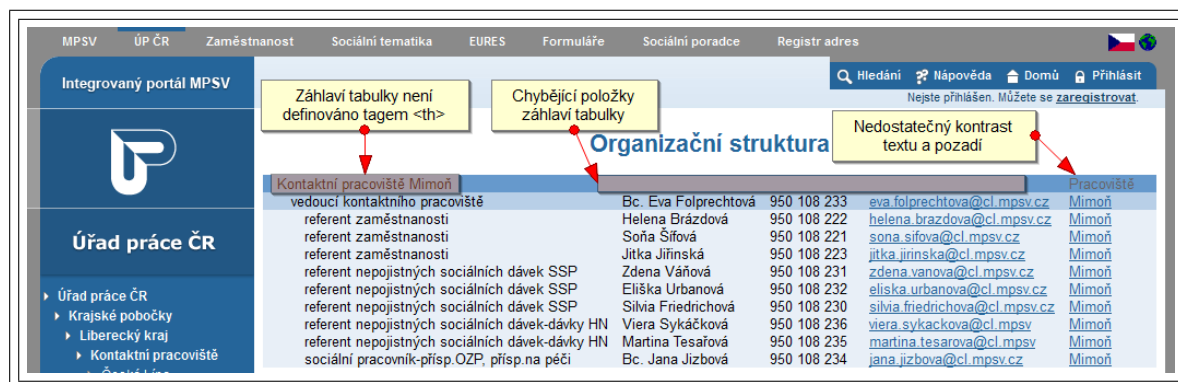 MPSV ÚP ČR Zaměstnanost Sociální tematika EURES Formuláře Sociální poradce Registr adres
Integrovaný portál MPSV
Hledání Nápověda Domů Přihlásit
Nejste přihlášen. Můžete se zaregistrovat.
Záhlaví tabulky není
definováno tagem <th>
Chybějící položky
záhlaví tabulky
Nedostatečný kontrast
textu a pozadí
Organizační struktura
Kontaktní pracoviště Mimoň Pracoviště
vedoucí kontaktního pracoviště Bc. Eva Folprechtová 950 108 233 eva.folprechtova@cl.mpsv.cz Mimoň
referent zaměstnanosti Helena Brázdová 950 108 222 helena.brazdova@cl.mpsv.cz Mimoň
referent zaměstnanosti Soňa Šífová 950 108 221 sona.sifova@cl.mpsv.cz Mimoň
referent zaměstnanosti Jitka Jiřinská 950 108 223 jitka.jirinska@cl.mpsv.cz Mimoň
referent nepojistných sociálních dávek SSP Zdena Váňová 950 108 231 zdena.vanova@cl.mpsv.cz Mimoň
referent nepojistných sociálních dávek SSP Eliška Urbanová 950 108 232 eliska.urbanova@cl.mpsv.cz Mimoň
referent nepojistných sociálních dávek SSP Silvia Friedrichová 950 108 230 silvia.friedrichova@cl.mpsv.cz Mimoň
referent nepojistných sociálních dávek-dávky HN Viera Sykáčková 950 108 236 viera.sykackova@cl.mpsv Mimoň
referent nepojistných sociálních dávek-dávky HN Martina Tesařová 950 108 235 martina.tesarova@cl.mpsv Mimoň
sociální pracovník-přísp.OZP, přísp.na péči Bc. Jana Jizbová 950 108 234 jana.jizbova@cl.mpsv.cz Mimoň
Úřad práce ČR
Úřad práce ČR
Krajské pobočky
Liberecký kraj
Kontaktní pracoviště